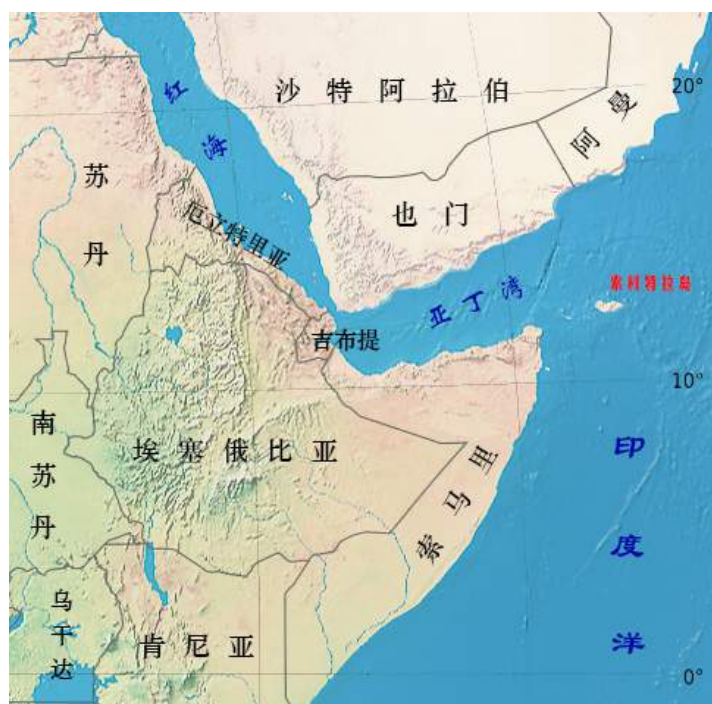 红海
沙特阿拉伯
20°
阿曼
苏丹
也门
厄立特里亚
索科特拉岛
亚丁湾
吉布提
10°
南苏丹
埃塞俄比亚
索马里
印度洋
乌干达
肯尼亚
0°